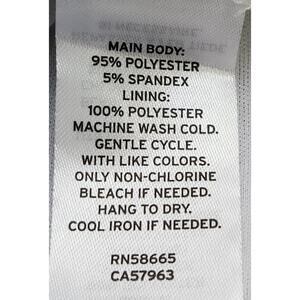 MAIN BODY:
95% POLYESTER
5% SPANDEX
LINING:
100% POLYESTER
MACHINE WASH COLD.
GENTLE CYCLE.
WITH LIKE COLORS.
ONLY NON-CHLORINE
BLEACH IF NEEDED.
HANG TO DRY.
COOL IRON IF NEEDED.
RN58665
CA57963